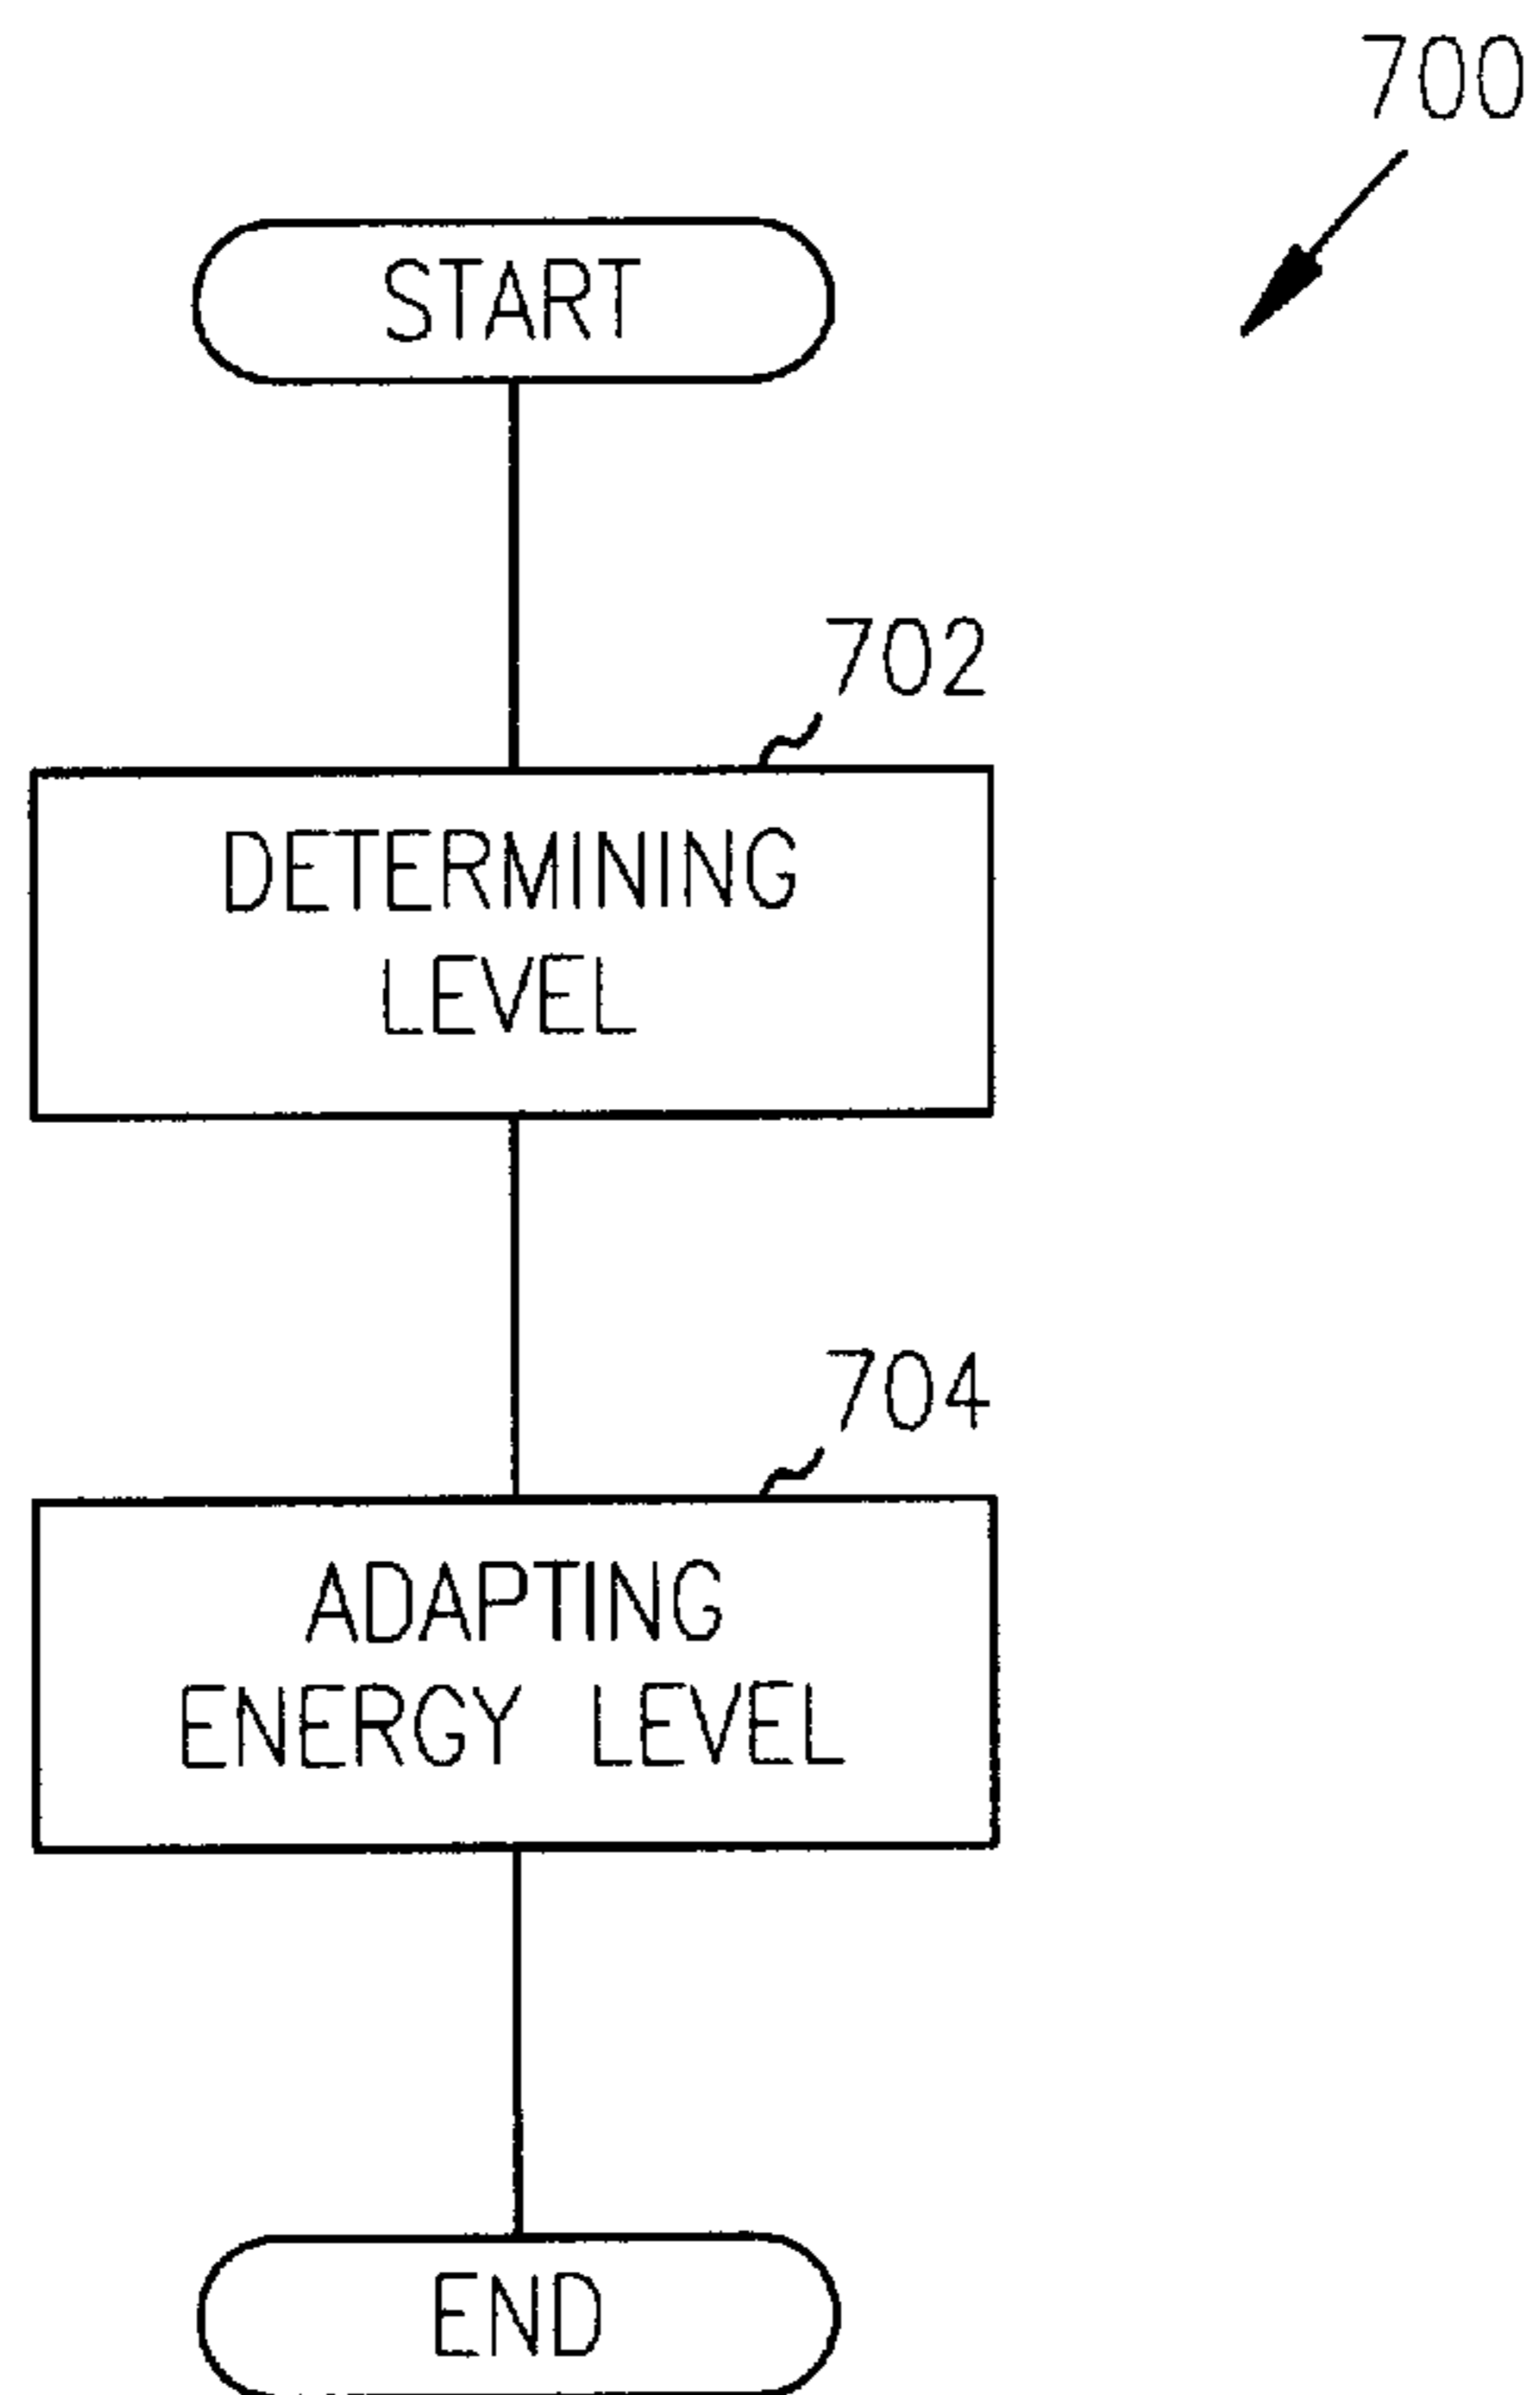 700
START
702
DETERMINING
LEVEL
704
ADAPTING
ENERGY LEVEL
END